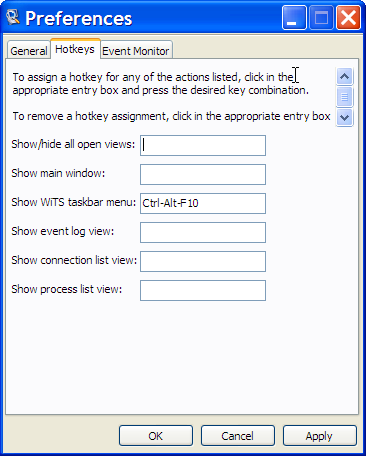 Preferences
General Hotkeys Event Monitor
To assign a hotkey for any of the actions listed, click in the
appropriate entry box and press the desired key combination.
To remove a hotkey assignment, click in the appropriate entry box
Show/hide all open views:
Show main window:
Show WiTS taskbar menu: Ctrl-Alt-F10
Show event log view:
Show connection list view:
Show process list view:
OK Cancel Apply